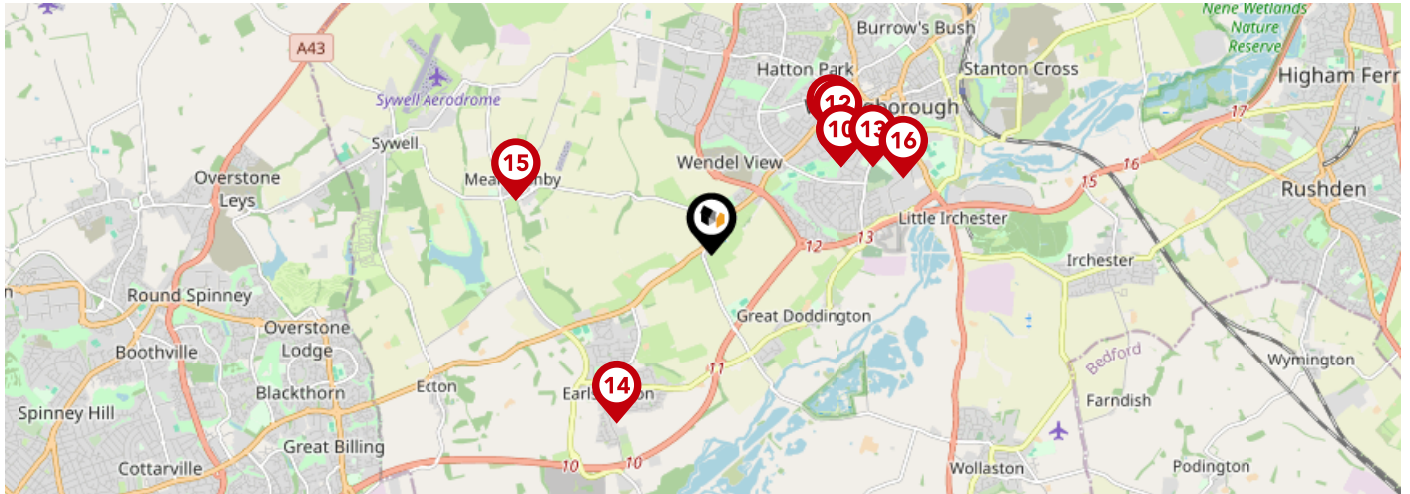 Nene Wetlands
Nature
Reserve
Burrow's Bush
A43
Hatton Park
Stanton Cross
Higham Ferr
Sywell Aerodrome
12
17
10
13
16
Sywell
15
Wendel View
16
15
Overstone
Leys
Rushden
Little Irchester
12
13
Irchester
Round Spinney
Great Doddington
Overstone
Lodge
Boothville
Bedford
Wymington
11
Ecton
14
Blackthorn
Farndish
Spinney Hill
Great Billing
10
10
Cottarville
Wollaston
Podington